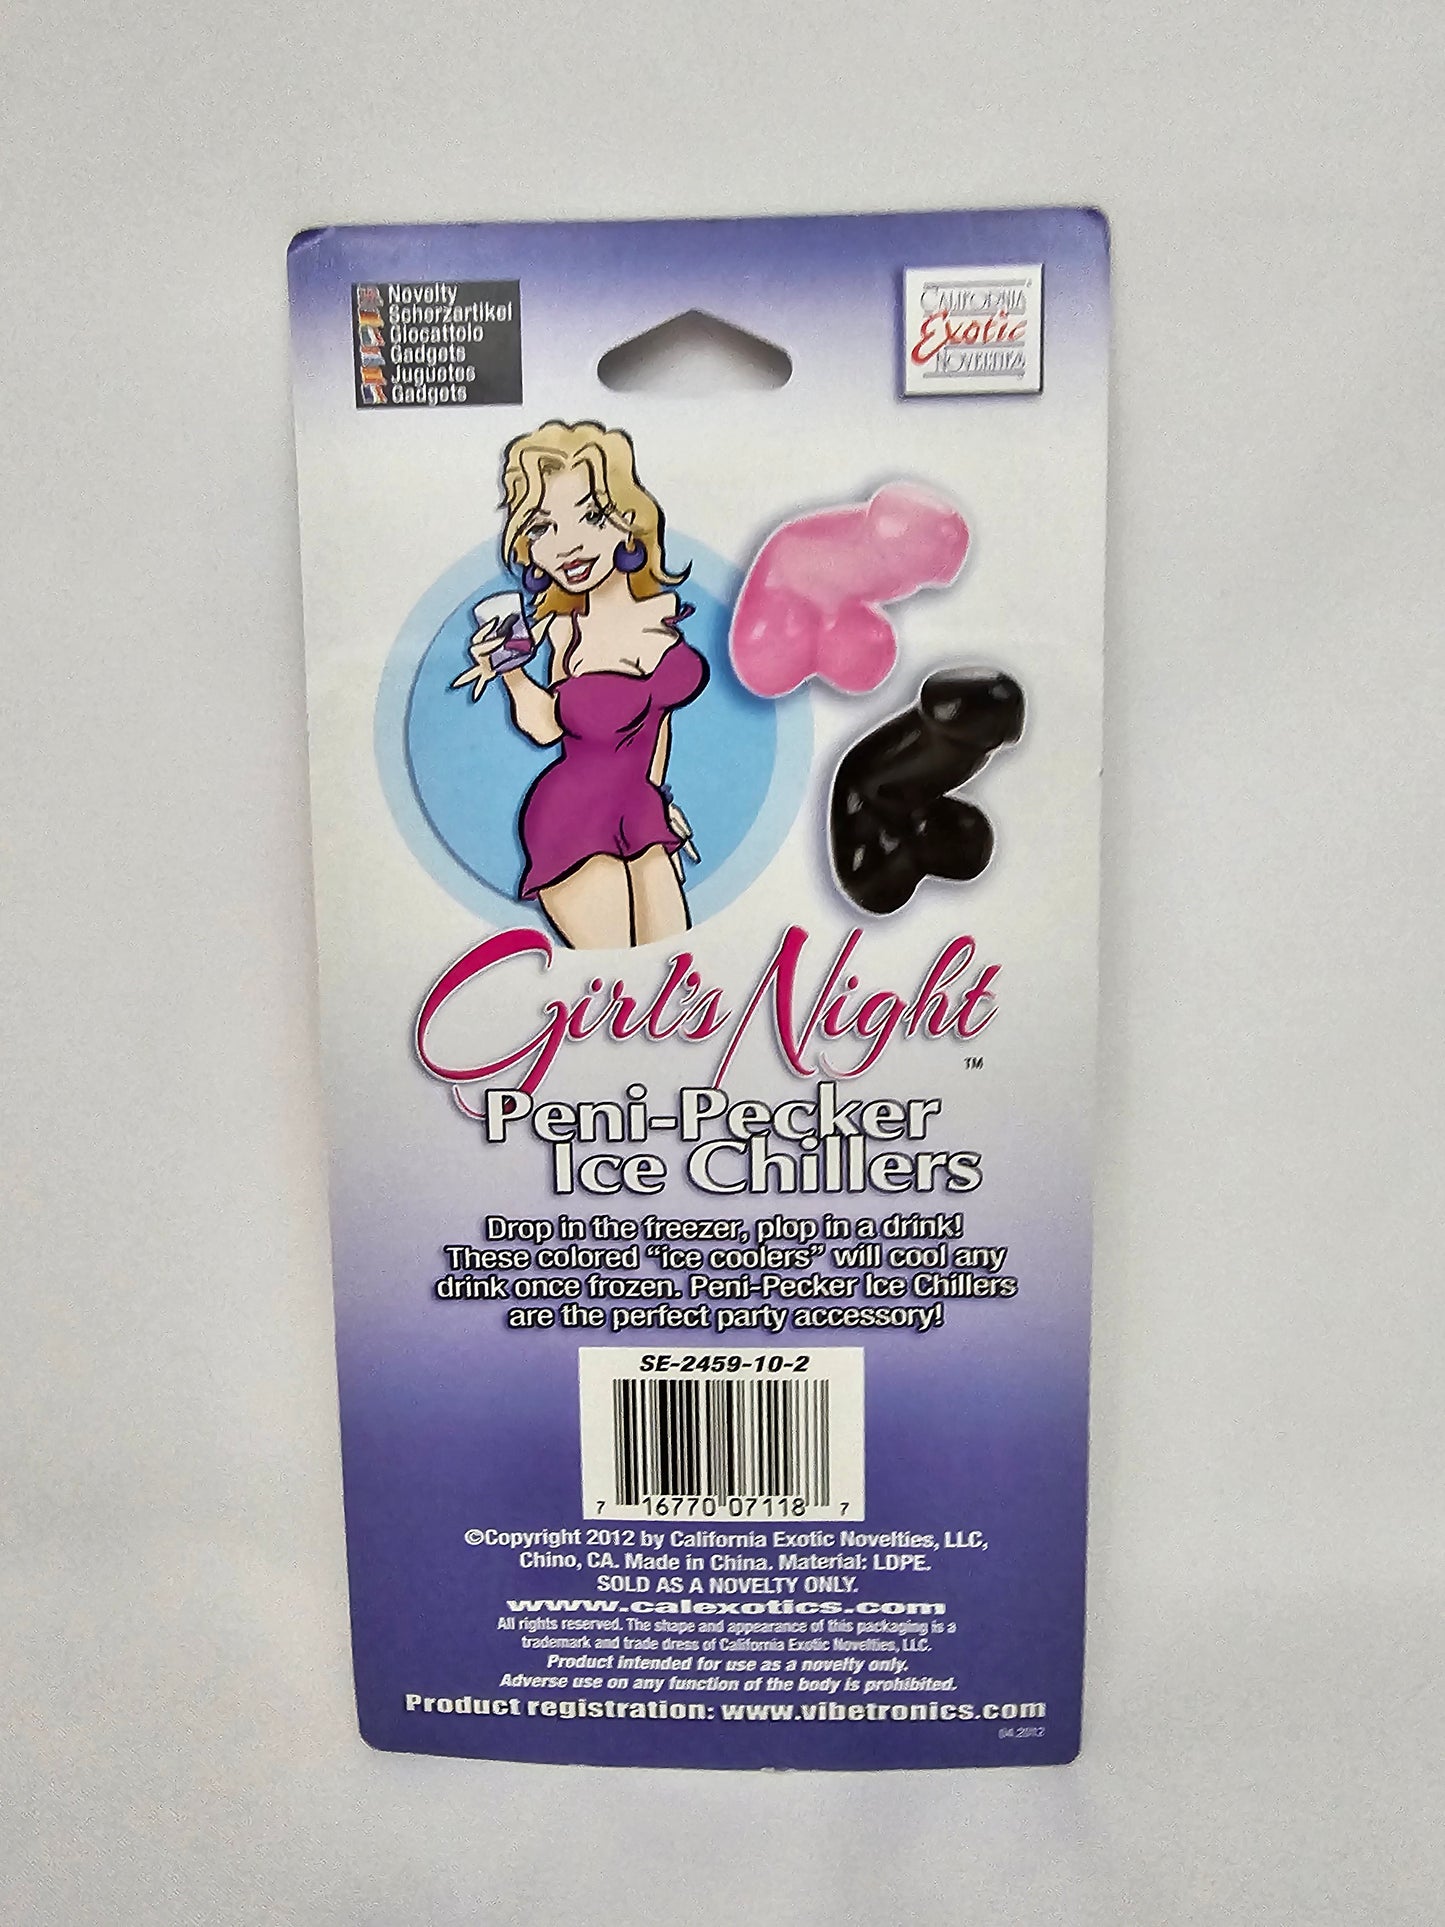 Novelty
Scherzartikel
Giocattolo
Gadgets
Juguetes
Gadgets
CALIFORNIA
Exotic
NOVELTIES
Girl's Night
TM
Peni-Pecker
Ice Chillers
Drop in the freezer, plop in a drink!
These colored “ice coolers” will cool any
drink once frozen. Peni-Pecker Ice Chillers
are the perfect party accessory!
SE-2459-10-2
7 16770 07118 7
©Copyright 2012 by California Exotic Novelties, LLC,
Chino, CA. Made in China. Material: LDPE.
SOLD AS A NOVELTY ONLY.
www.calexotics.com
All rights reserved. The shape and appearance of this packaging is a
trademark and trade dress of California Exotic Novelties, LLC.
Product intended for use as a novelty only.
Adverse use on any function of the body is prohibited.
Product registration: www.vibetronics.com
04.2012